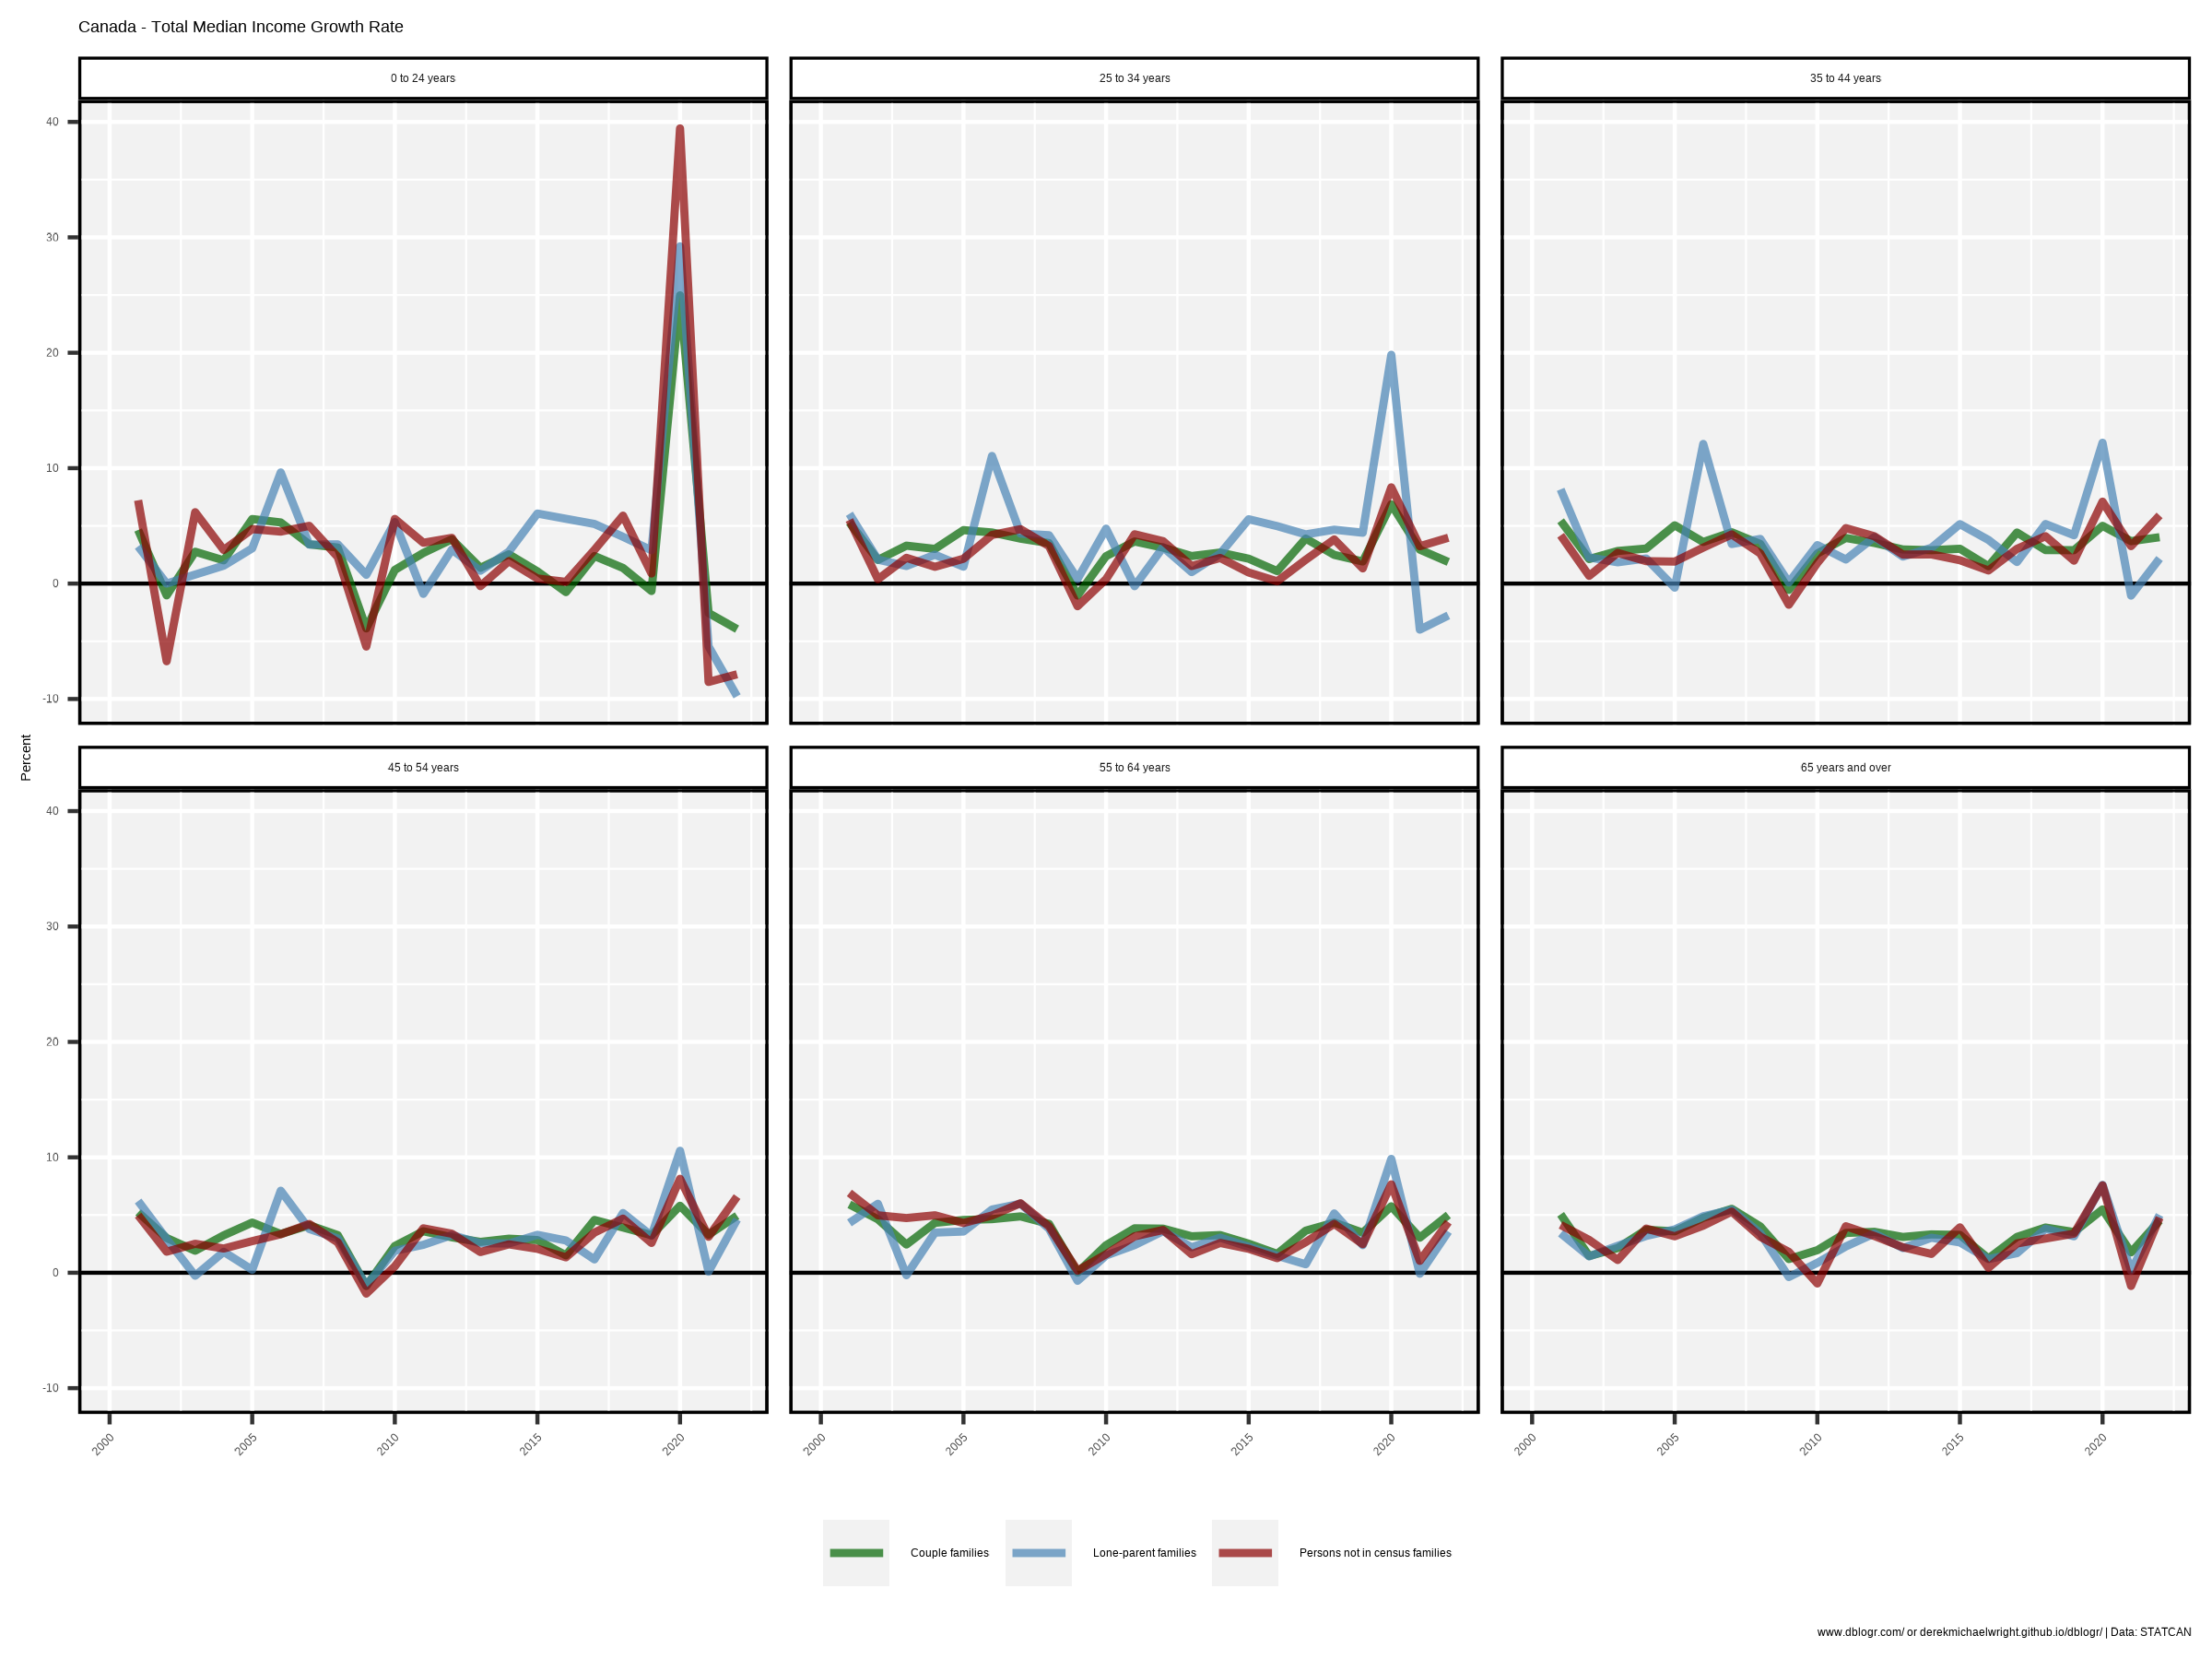 Canada - Total Median Income Growth Rate
0 to 24 years
25 to 34 years
35 to 44 years
40
30
20
10
0
-10
Percent
45 to 54 years
55 to 64 years
65 years and over
40
30
20
10
0
-10
2000 2005 2010 2015 2020
2000 2005 2010 2015 2020
2000 2005 2010 2015 2020
Couple families Lone-parent families Persons not in census families
www.dblogr.com/ or derekmichaelwright.github.io/dblogr/ | Data: STATCAN